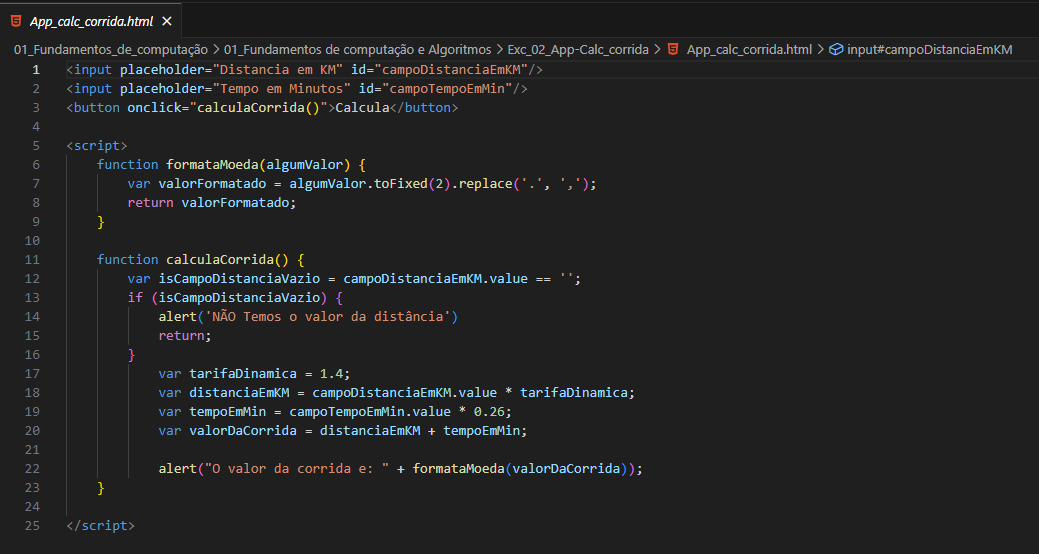 App_calc_corrida.html
01_Fundamentos_de_computação > 01_Fundamentos de computação e Algoritmos > Exc_02_App-Calc_corrida > App_calc_corrida.html > input#campoDistanciaEmKM
1 <input placeholder="Distancia em KM" id="campoDistanciaEmKM"/>
2 <input placeholder="Tempo em Minutos" id="campoTempoEmMin"/>
3 <button onclick="calculaCorrida()">Calcula</button>
4
5 <script>
6     function formataMoeda(algumValor) {
7         var valorFormatado = algumValor.toFixed(2).replace('.', ',');
8         return valorFormatado;
9     }
10
11     function calculaCorrida() {
12         var isCampoDistanciaVazio = campoDistanciaEmKM.value == '';
13         if (isCampoDistanciaVazio) {
14             alert('NÃO Temos o valor da distância')
15             return;
16         }
17             var tarifaDinamica = 1.4;
18             var distanciaEmKM = campoDistanciaEmKM.value * tarifaDinamica;
19             var tempoEmMin = campoTempoEmMin.value * 0.26;
20             var valorDaCorrida = distanciaEmKM + tempoEmMin;
21
22             alert("O valor da corrida e: " + formataMoeda(valorDaCorrida));
23     }
24
25 </script>